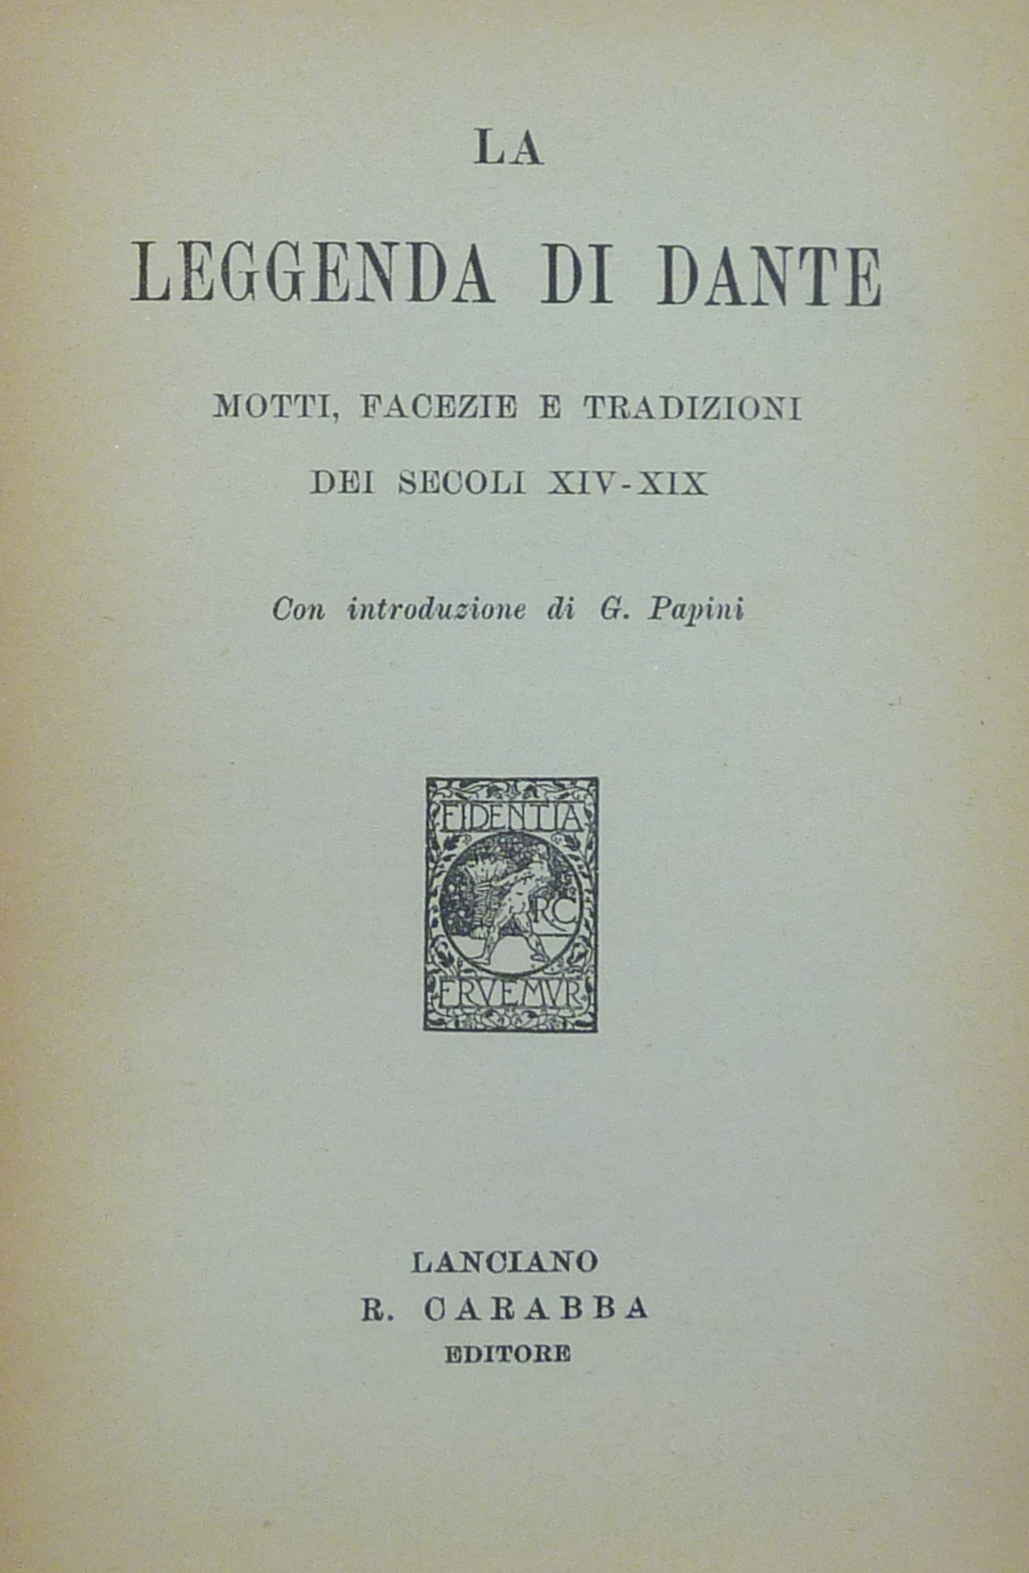 LA
LEGGENDA DI DANTE
MOTTI, FACEZIE E TRADIZIONI
DEI SECOLI XIV-XIX
Con introduzione di G. Papini
FIDENTIA
RC
ERVEMVR
LANCIANO
R. CARABBA
EDITORE